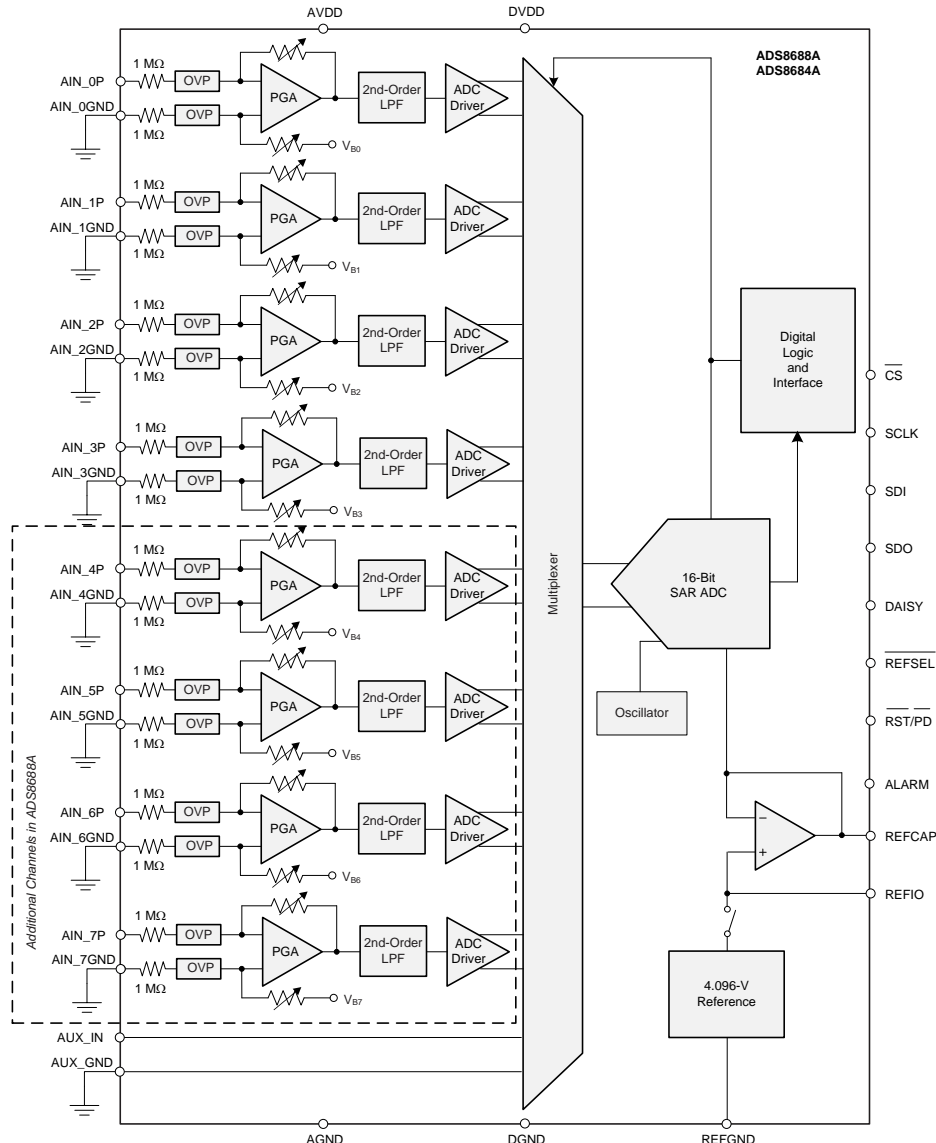 AVDD
DVDD
ADS8688A
ADS8684A
1 MΩ
AIN_0P
OVP
AIN_0GND
OVP
1 MΩ
PGA
2nd-Order
LPF
ADC
Driver
VB0
1 MΩ
AIN_1P
OVP
AIN_1GND
OVP
1 MΩ
PGA
2nd-Order
LPF
ADC
Driver
VB1
1 MΩ
AIN_2P
OVP
AIN_2GND
OVP
1 MΩ
PGA
2nd-Order
LPF
ADC
Driver
VB2
1 MΩ
AIN_3P
OVP
AIN_3GND
OVP
1 MΩ
PGA
2nd-Order
LPF
ADC
Driver
VB3
Additional Channels in ADS8688A
1 MΩ
AIN_4P
OVP
AIN_4GND
OVP
1 MΩ
PGA
2nd-Order
LPF
ADC
Driver
VB4
1 MΩ
AIN_5P
OVP
AIN_5GND
OVP
1 MΩ
PGA
2nd-Order
LPF
ADC
Driver
VB5
1 MΩ
AIN_6P
OVP
AIN_6GND
OVP
1 MΩ
PGA
2nd-Order
LPF
ADC
Driver
VB6
1 MΩ
AIN_7P
OVP
AIN_7GND
OVP
1 MΩ
PGA
2nd-Order
LPF
ADC
Driver
VB7
AUX_IN
AUX_GND
Multiplexer
Digital
Logic
and
Interface
16-Bit
SAR ADC
Oscillator
−
+
4.096-V
Reference
CS
SCLK
SDI
SDO
DAISY
REFSEL
RST/PD
ALARM
REFCAP
REFIO
AGND
DGND
REFGND